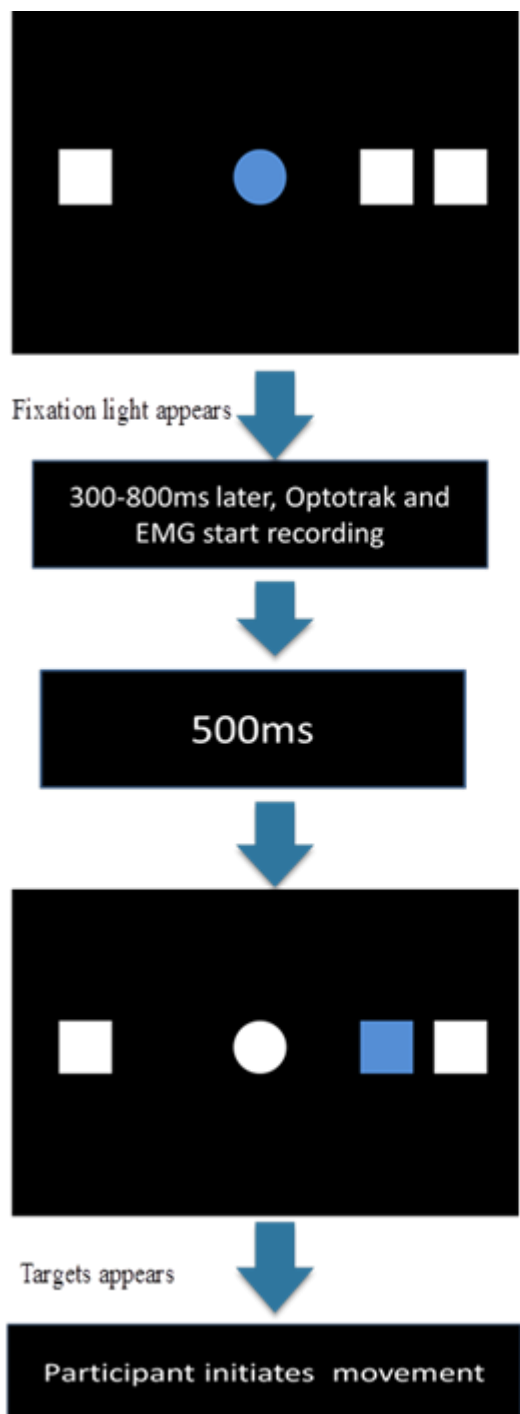 Fixation light appears
300-800ms later, Optotrak and
EMG start recording
500ms
Targets appears
Participant initiates movement